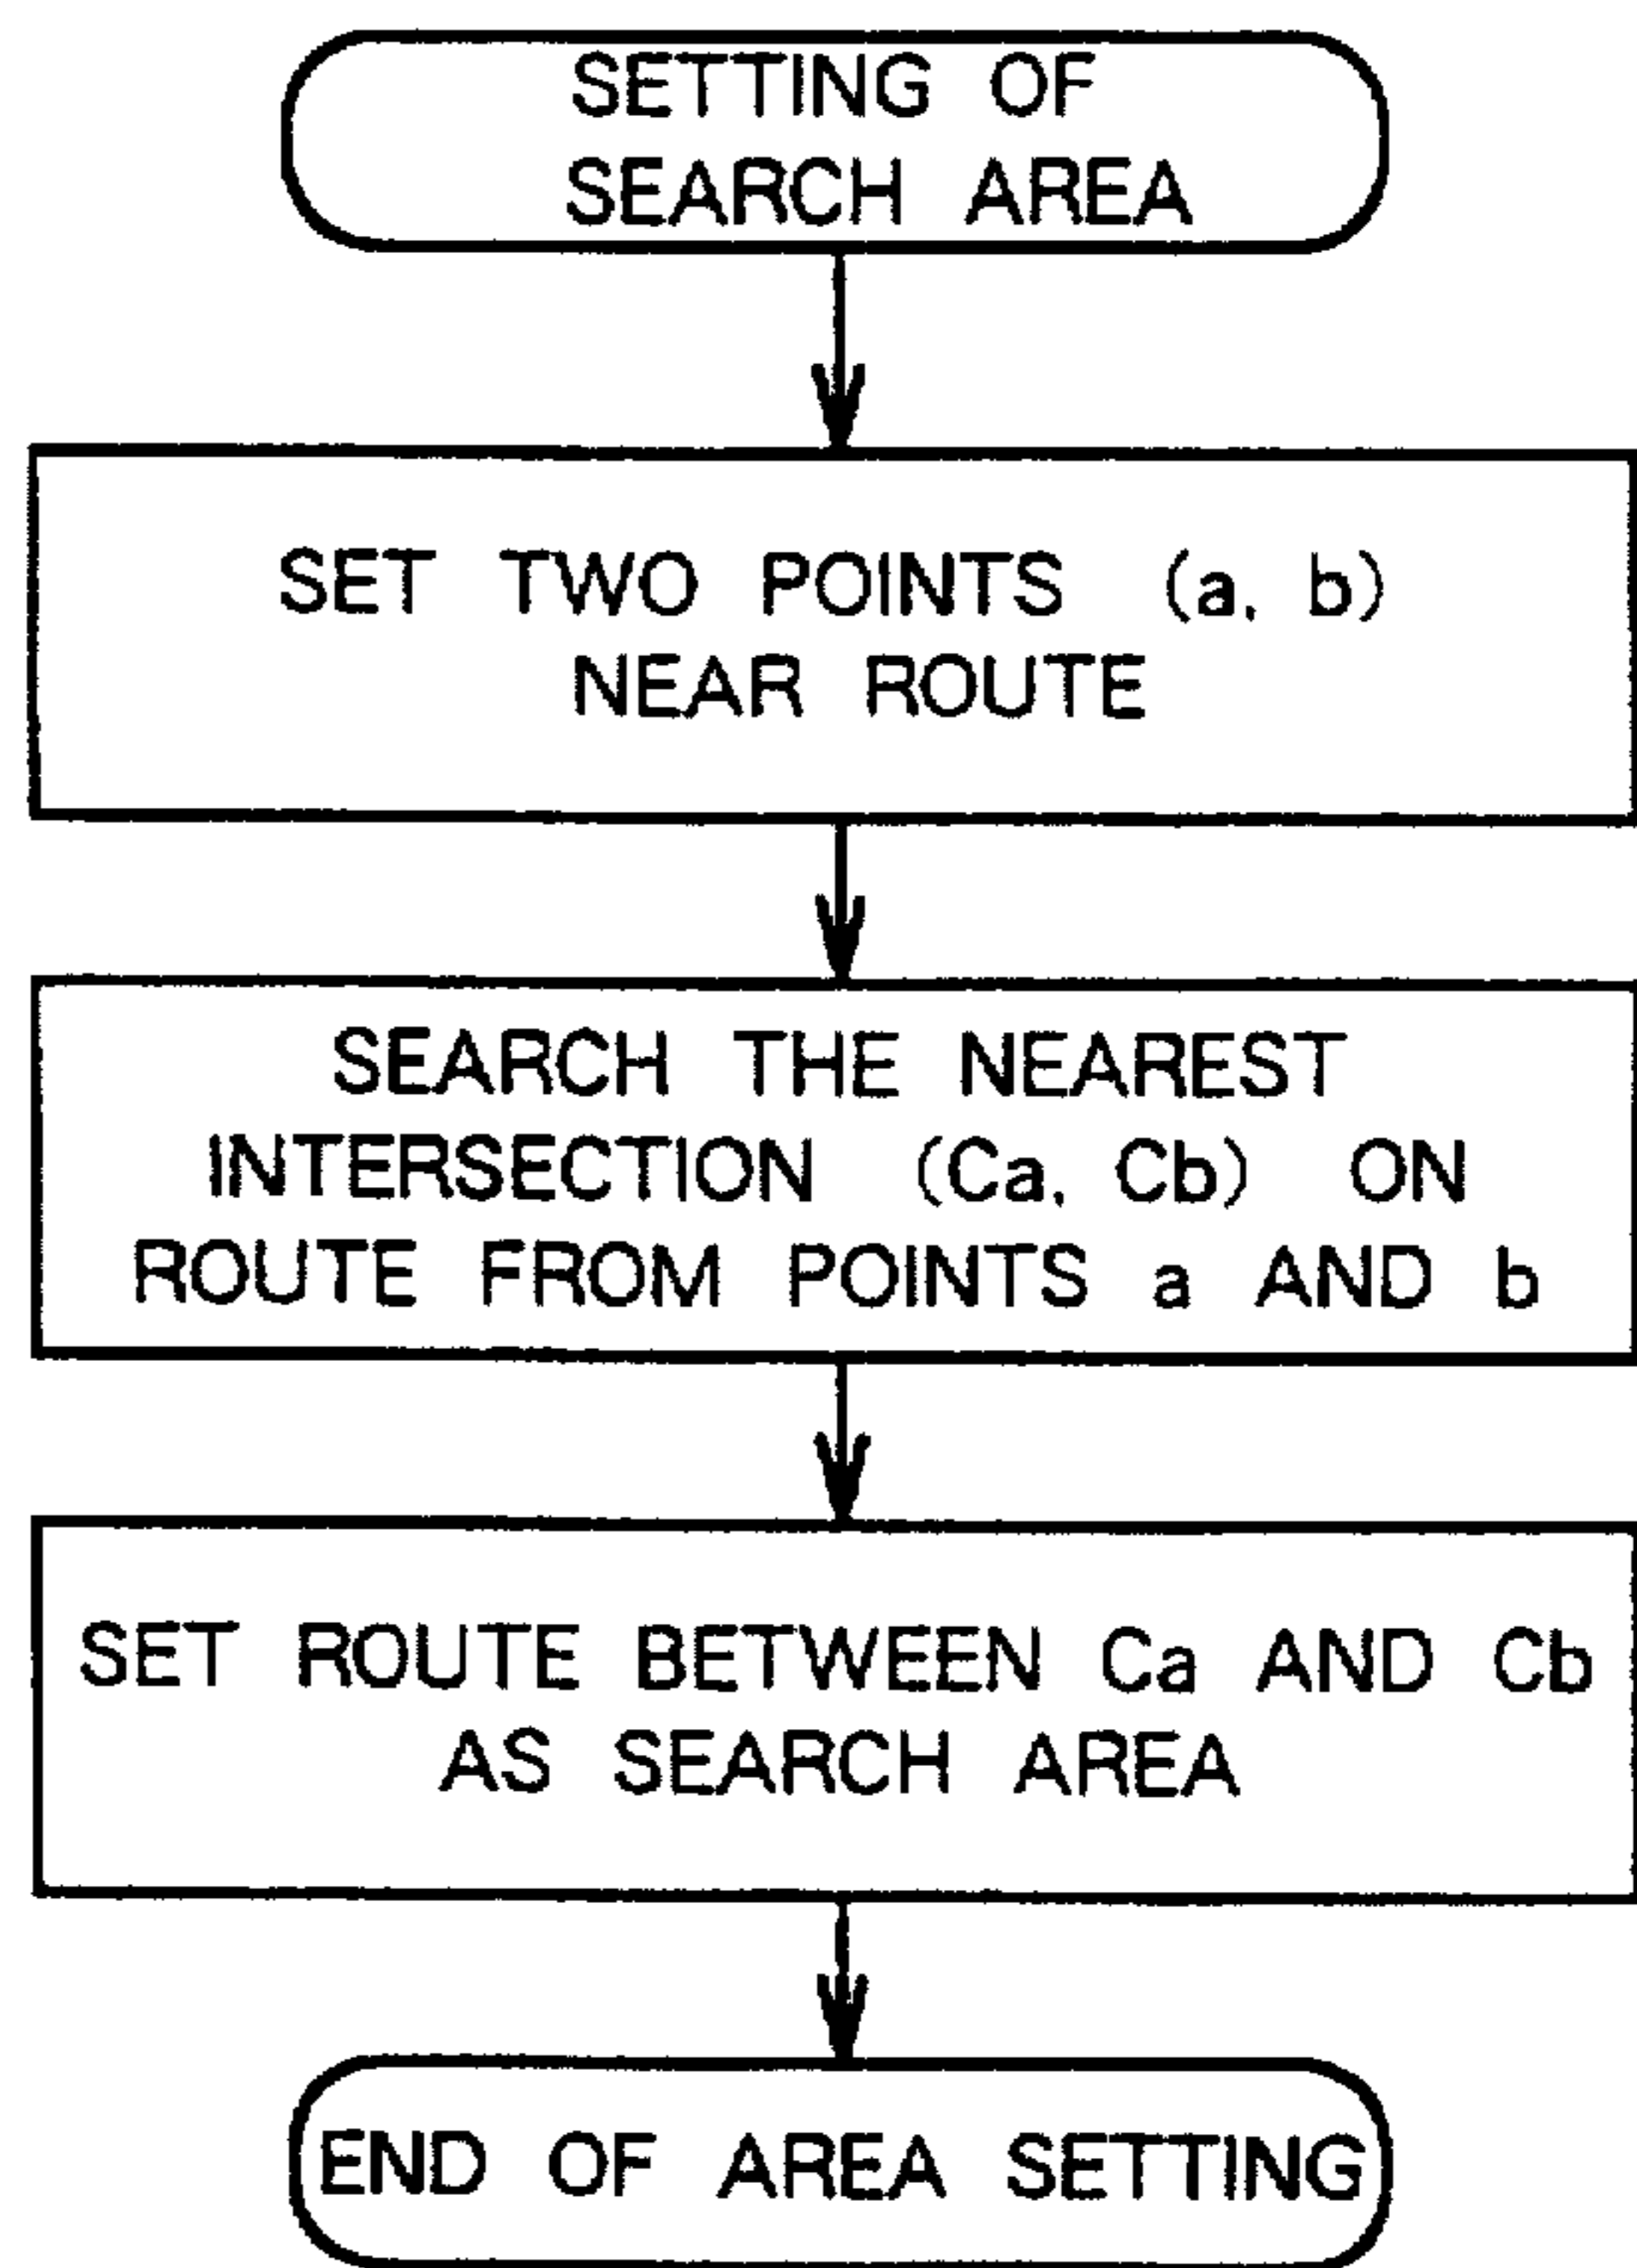 SETTING OF
SEARCH AREA
SET TWO POINTS (a, b)
NEAR ROUTE
SEARCH THE NEAREST
INTERSECTION (Ca, Cb) ON
ROUTE FROM POINTS a AND b
SET ROUTE BETWEEN Ca AND Cb
AS SEARCH AREA
END OF AREA SETTING